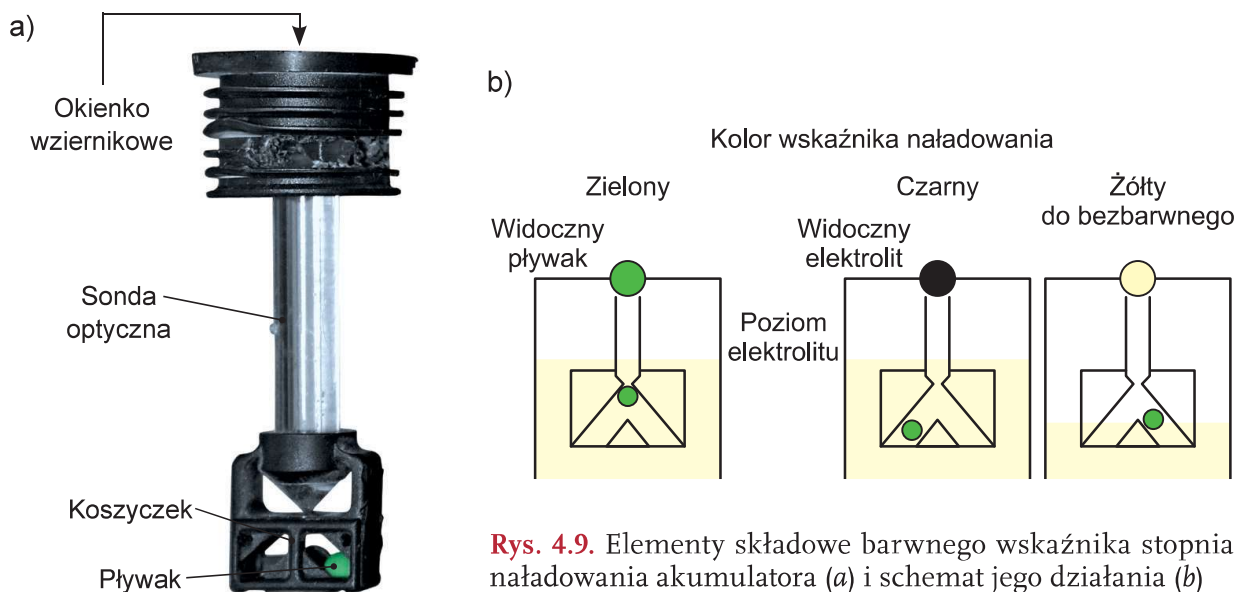 a)
Okienko
wziernikowe
Sonda
optyczna
Koszyczek
Pływak
b)
Kolor wskaźnika naładowania
Zielony
Czarny
Żółty
do bezbarwnego
Widoczny
pływak
Widoczny
elektrolit
Poziom
elektrolitu
Rys. 4.9. Elementy składowe barwnego wskaźnika stopnia
naładowania akumulatora (a) i schemat jego działania (b)